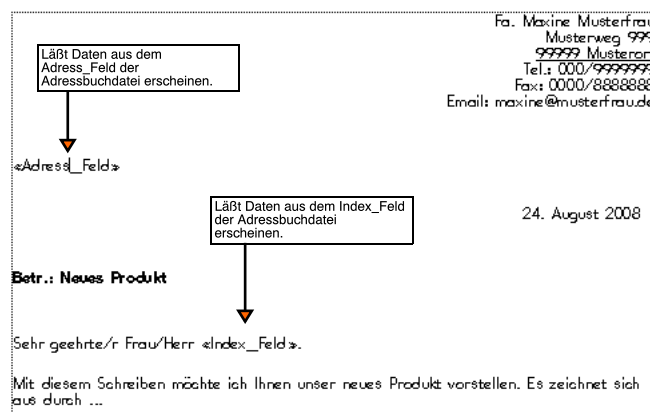 Fa. Maxine Musterfrau
Musterweg 999
99999 Musteror
Tel.: 000/9999999
Fax: 0000/8888888
Email: maxine@musterfrau.de
Läßt Daten aus dem
Adress_Feld der
Adressbuchdatei erscheinen.
«Adress_Feld»
Läßt Daten aus dem Index_Feld
der Adressbuchdatei
erscheinen.
24. August 2008
Betr.: Neues Produkt
Sehr geehrte/r Frau/Herr «Index_Feld».
Mit diesem Schreiben möchte ich Ihnen unser neues Produkt vorstellen. Es zeichnet sich
aus durch ...